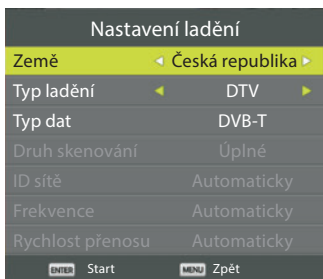 Nastavení ladění
Země Česká republika
Typ ladění DTV
Typ dat DVB-T
Druh skenování Úplné
ID sítě Automaticky
Frekvence Automaticky
Rychlost přenosu Automaticky
ENTER Start MENU Zpět